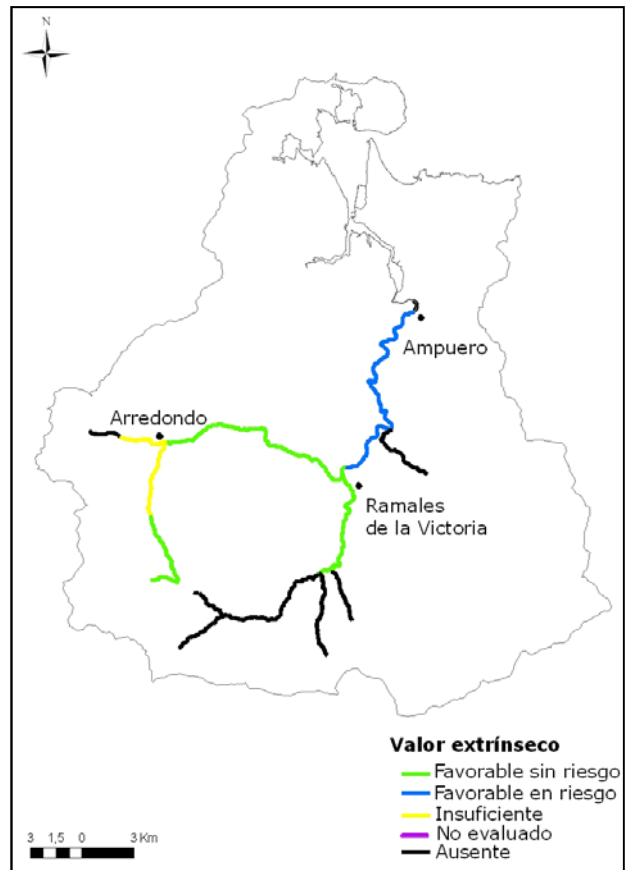 N
Ampuero
Arredondo
Ramales
de la Victoria
Valor extrínseco
Favorable sin riesgo
Favorable en riesgo
Insuficiente
No evaluado
Ausente
3 1,5 0 3 Km